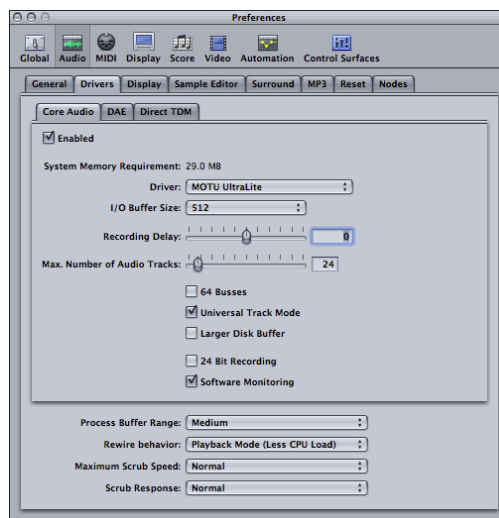 Preferences
Global Audio MIDI Display Score Video Automation Control Surfaces
General Drivers Display Sample Editor Surround MP3 Reset Nodes
Core Audio DAE Direct TDM
Enabled
System Memory Requirement: 29.0 MB
Driver: MOTU UltraLite
I/O Buffer Size: 512
Recording Delay: 0
Max. Number of Audio Tracks: 24
64 Busses
Universal Track Mode
Larger Disk Buffer
24 Bit Recording
Software Monitoring
Process Buffer Range: Medium
Rewire behavior: Playback Mode (Less CPU Load)
Maximum Scrub Speed: Normal
Scrub Response: Normal